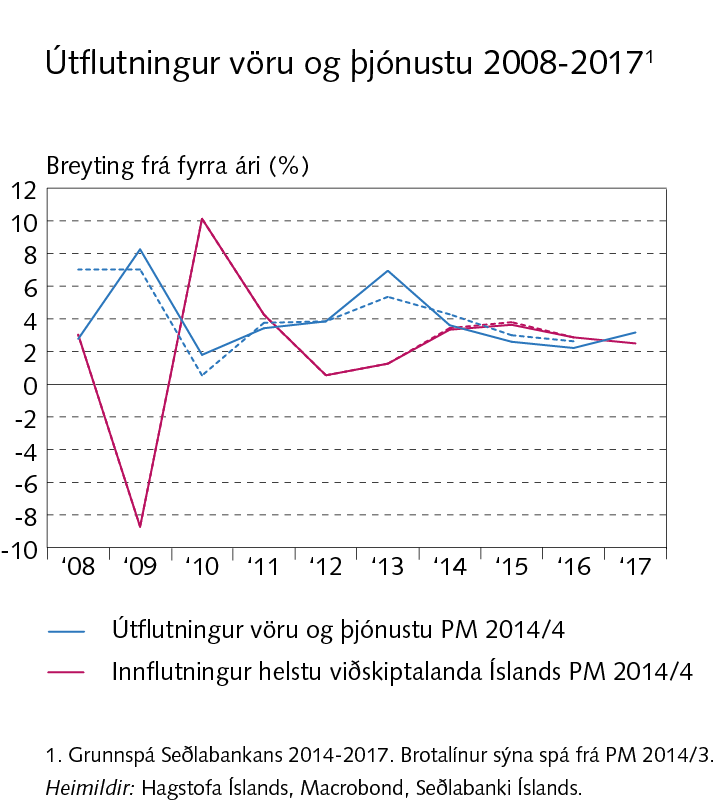 Útflutningur vöru og þjónustu 2008-2017¹
Breyting frá fyrra ári (%)
12
10
8
6
4
2
0
-2
-4
-6
-8
-10
‘08 ‘09 ‘10 ‘11 ‘12 ‘13 ‘14 ‘15 ‘16 ‘17
Útflutningur vöru og þjónustu PM 2014/4
Innflutningur helstu viðskiptalanda Íslands PM 2014/4
1. Grunnspá Seðlabankans 2014-2017. Brotalínur sýna spá frá PM 2014/3.
Heimildir: Hagstofa Íslands, Macrobond, Seðlabanki Íslands.